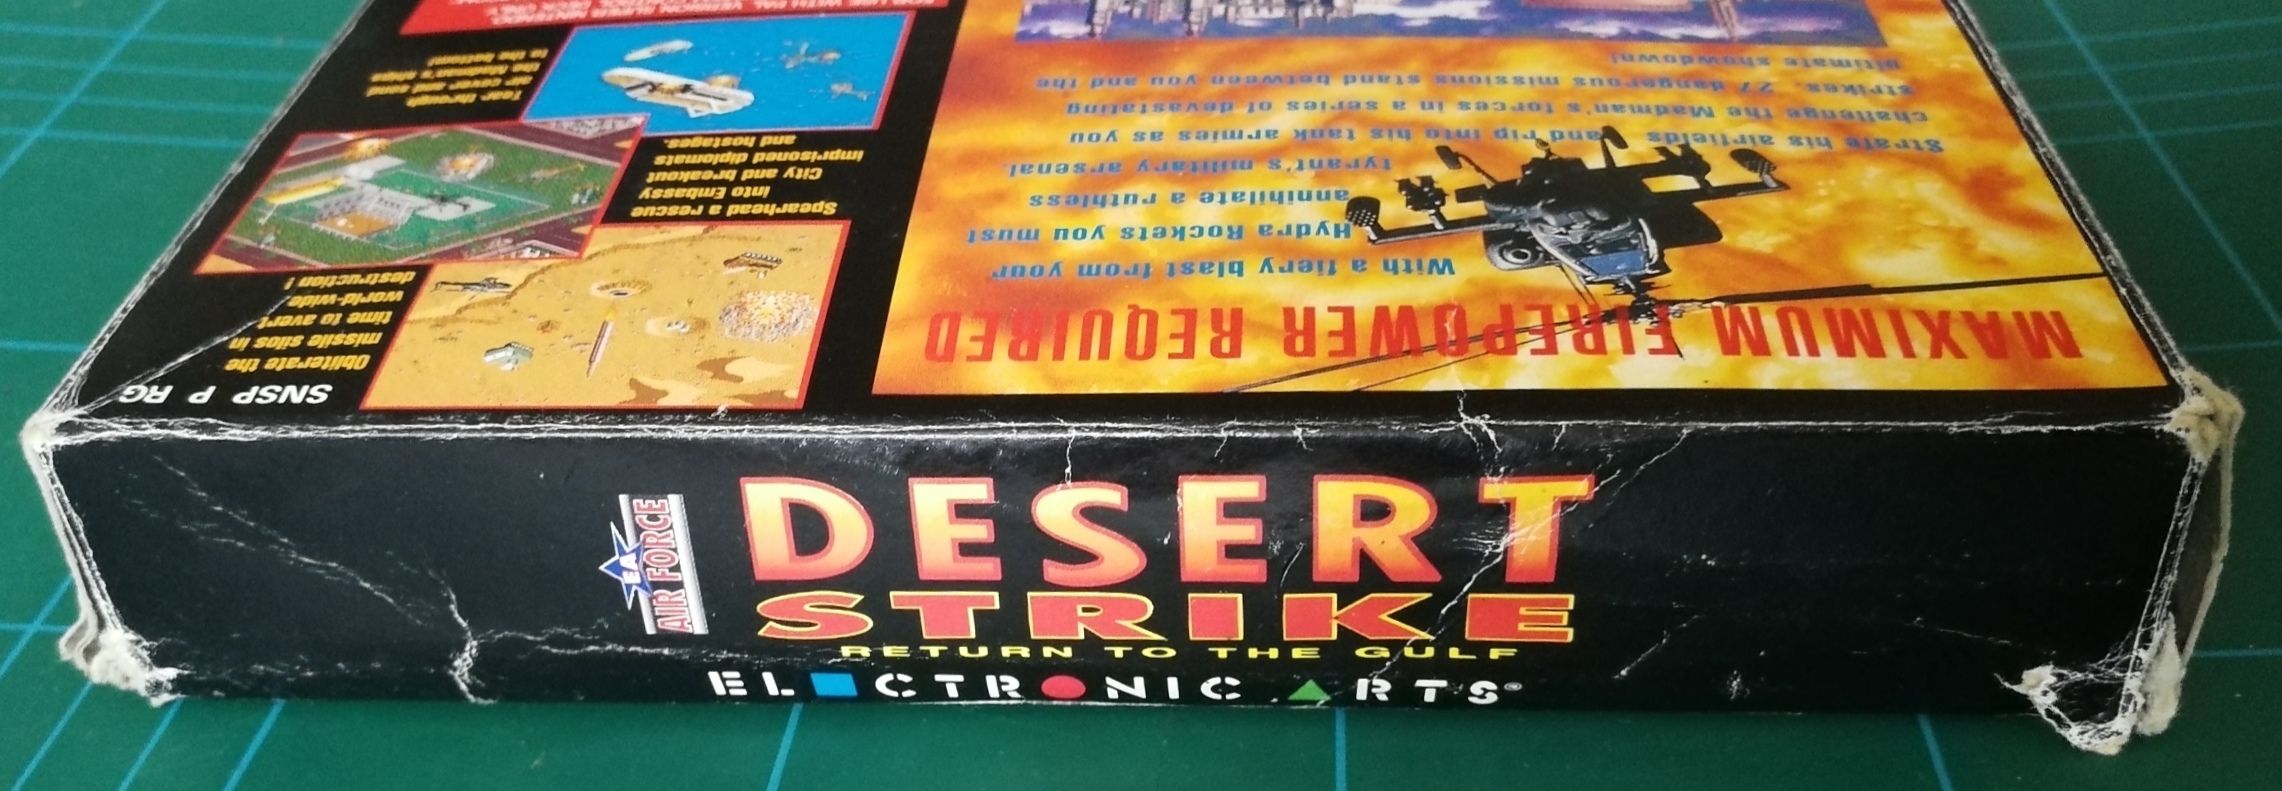 MAXIMUM FIREPOWER REQUIRED
With a fiery blast from your
Hydra Rockets you must
annihilate a ruthless
tyrant's military arsenal.
Strafe his airfields and rip into his tank armies as you
challenge the Madman's forces in a series of devastating
strikes. 27 dangerous missions stand between you and the
ultimate showdown!
SNSP P RG
Obliterate the
missile silos in
time to avert
world-wide
destruction !
Spearhead a rescue
into Embassy
City and breakout
imprisoned diplomats
and hostages.
Tear through
air cover and send
the Madman's ships
to the bottom!
EA
AIR FORCE
DESERT
STRIKE
RETURN TO THE GULF
EL CTR NIC RTS